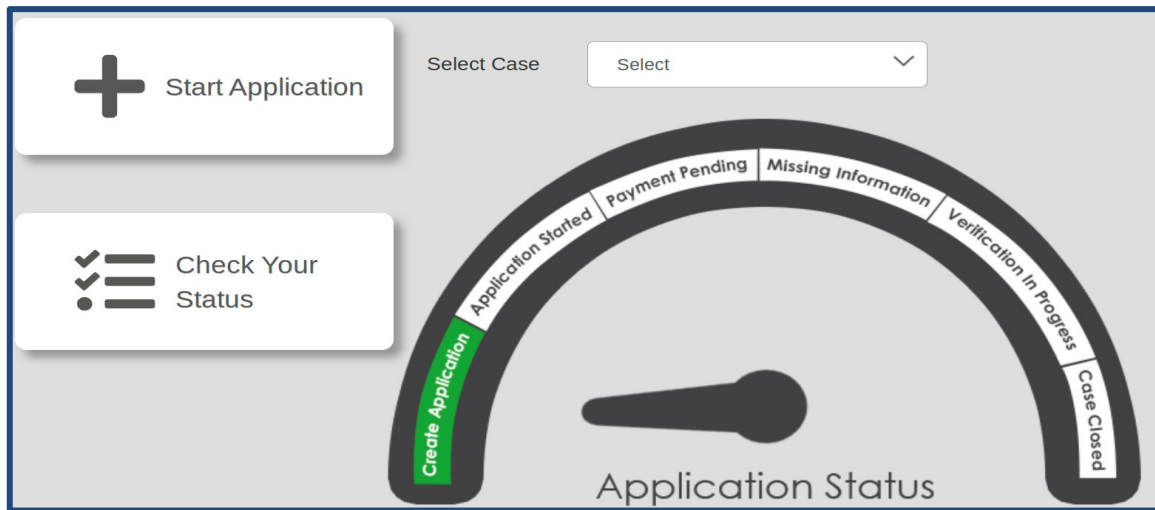 Start Application
Select Case
Select
Check Your
Status
Create Application
Application Started
Payment Pending
Missing Information
Verification In Progress
Case Closed
Application Status